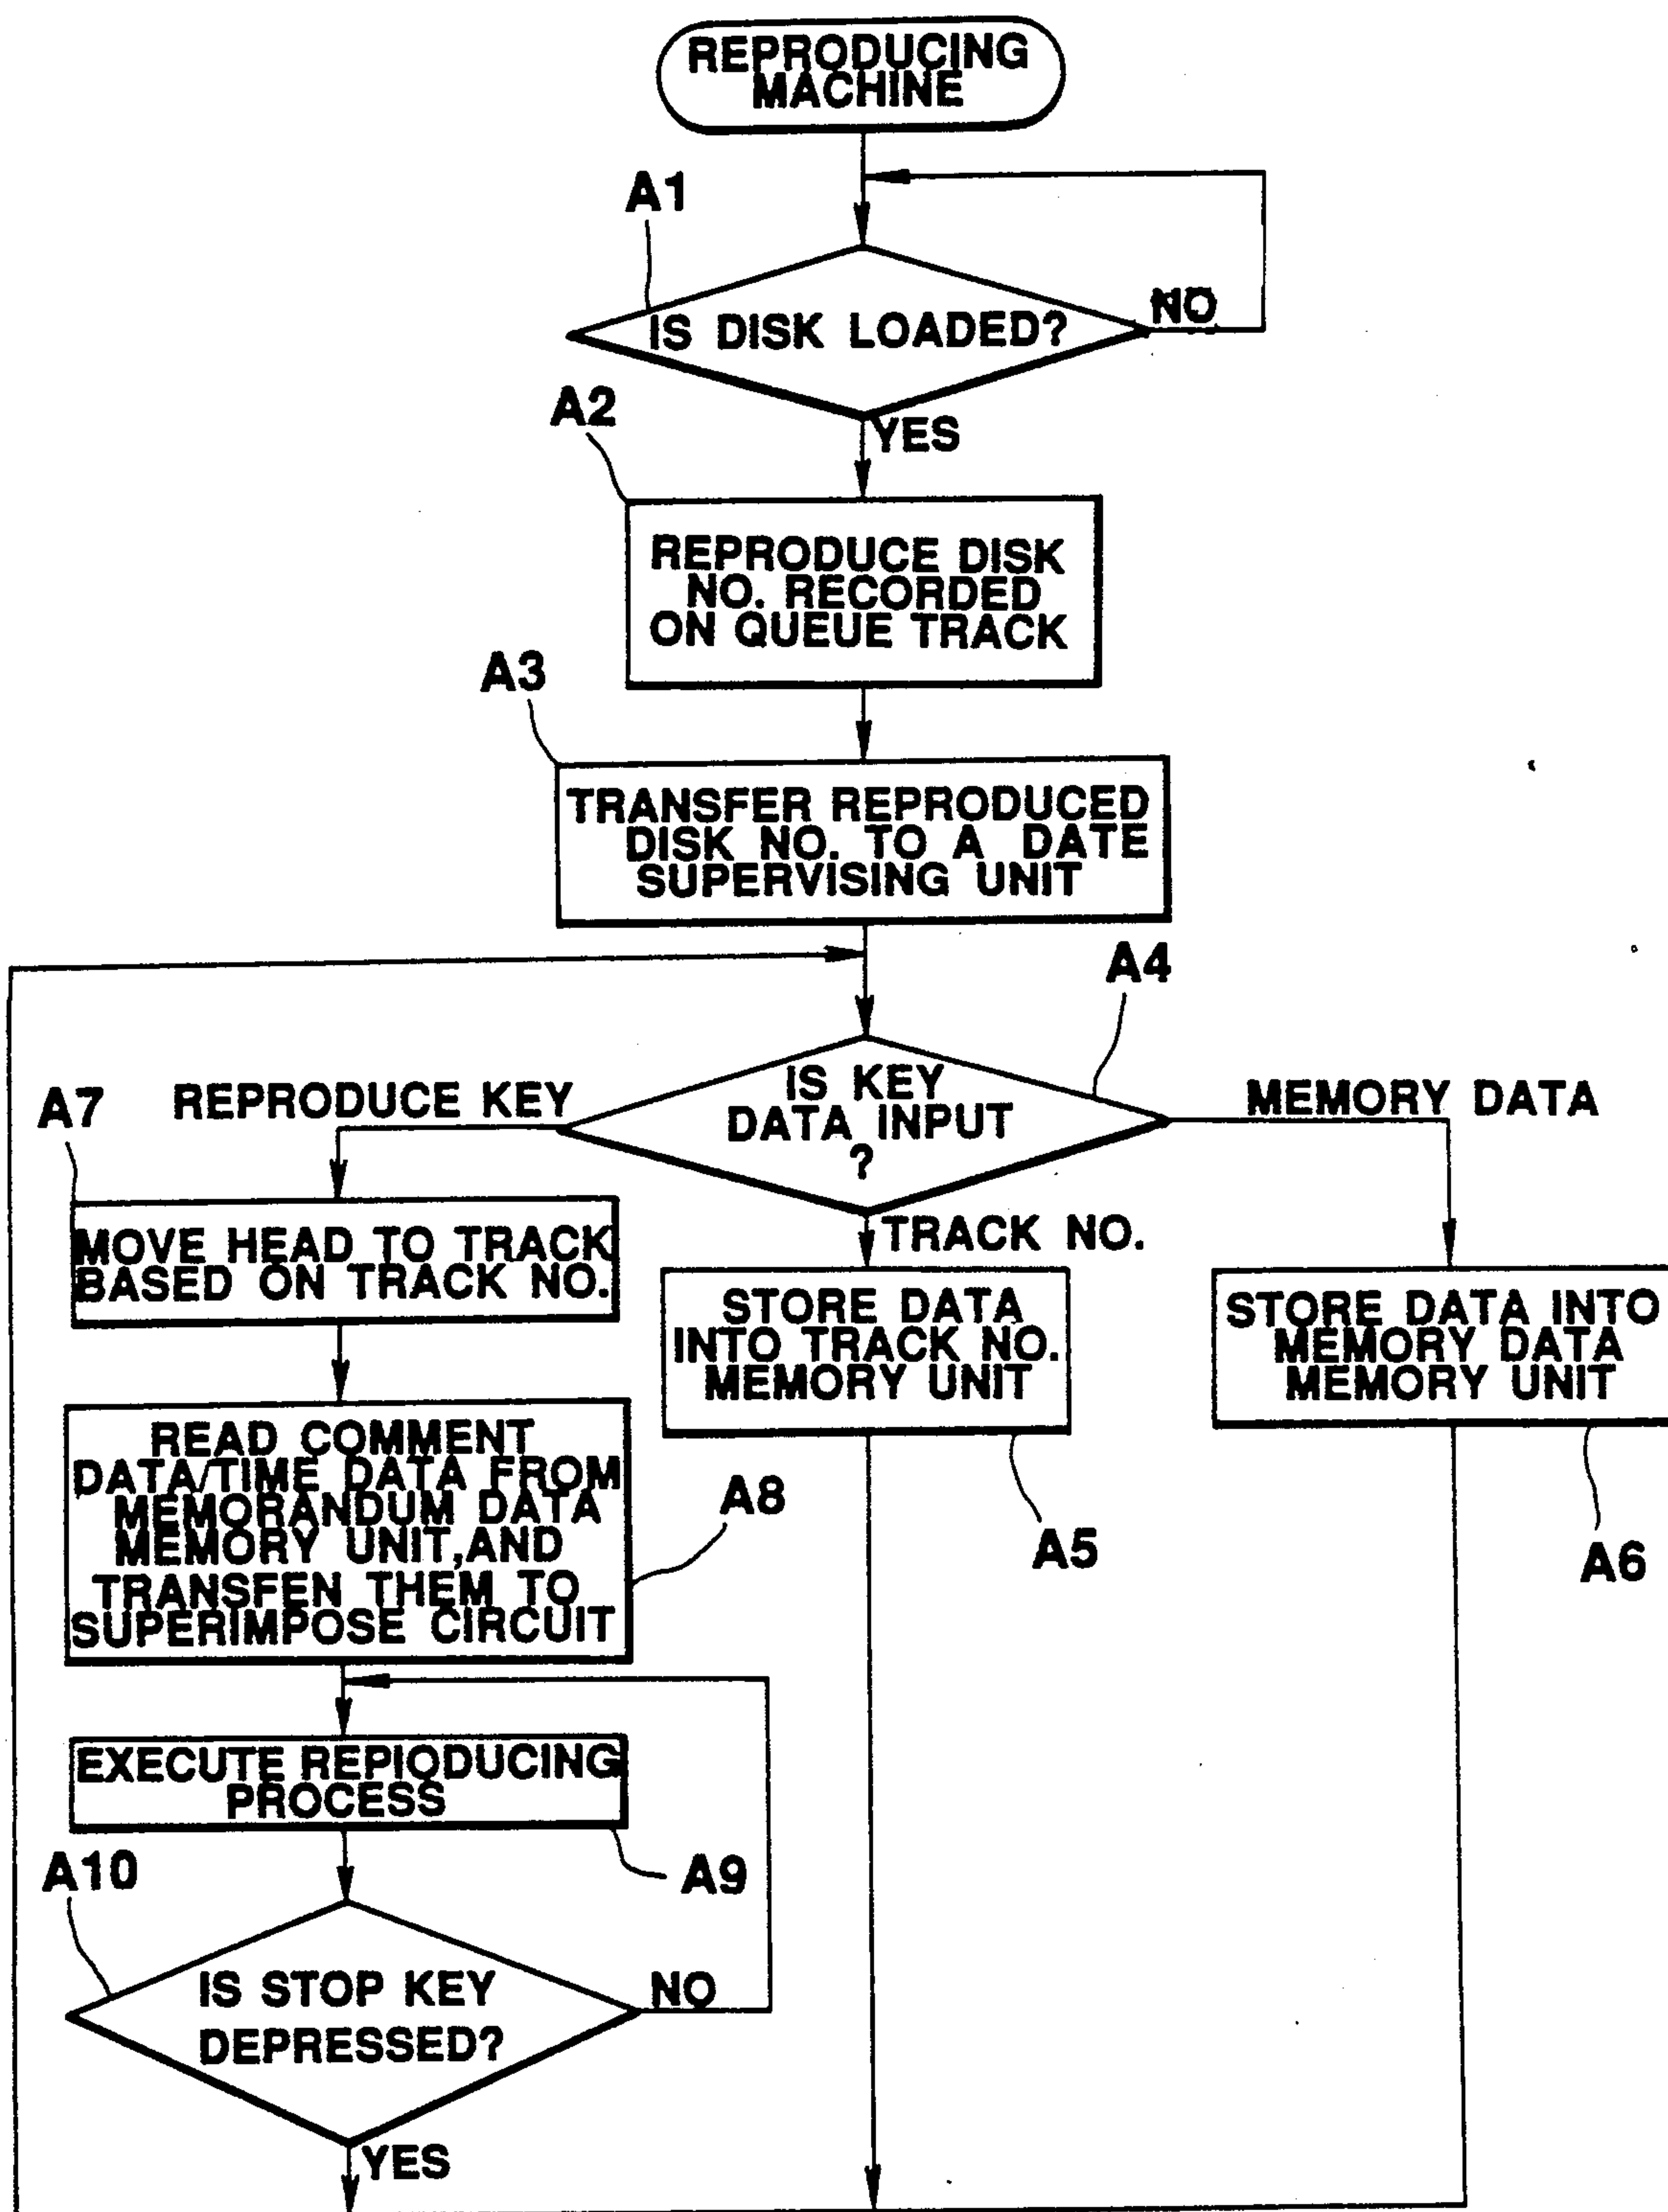 REPRODUCING
MACHINE
A1
IS DISK LOADED?
NO
YES
A2
REPRODUCE DISK
NO. RECORDED
ON QUEUE TRACK
A3
TRANSFER REPRODUCED
DISK NO. TO A DATE
SUPERVISING UNIT
A4
IS KEY
DATA INPUT
?
REPRODUCE KEY
MEMORY DATA
TRACK NO.
A7
MOVE HEAD TO TRACK
BASED ON TRACK NO.
STORE DATA
INTO TRACK NO.
MEMORY UNIT
A5
STORE DATA INTO
MEMORY DATA
MEMORY UNIT
A6
READ COMMENT
DATA/TIME DATA FROM
MEMORANDUM DATA
MEMORY UNIT,AND
TRANSFEN THEM TO
SUPERIMPOSE CIRCUIT
A8
EXECUTE REPIODUCING
PROCESS
A9
A10
IS STOP KEY
DEPRESSED?
NO
YES